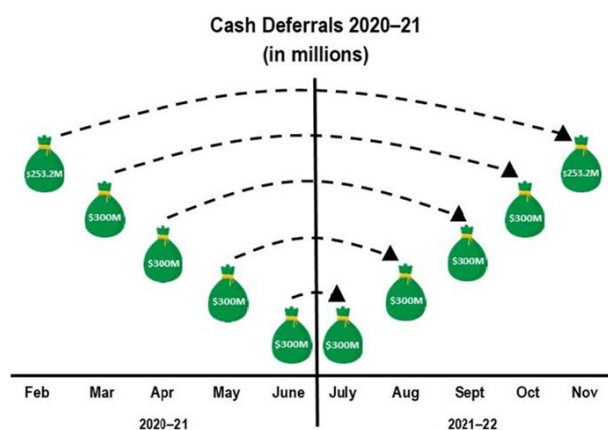 Cash Deferrals 2020–21
(in millions)
$253.2M
$253.2M
$300M
$300M
$300M
$300M
$300M
$300M
$300M
$300M
Feb Mar Apr May June July Aug Sept Oct Nov
2020–21 2021–22